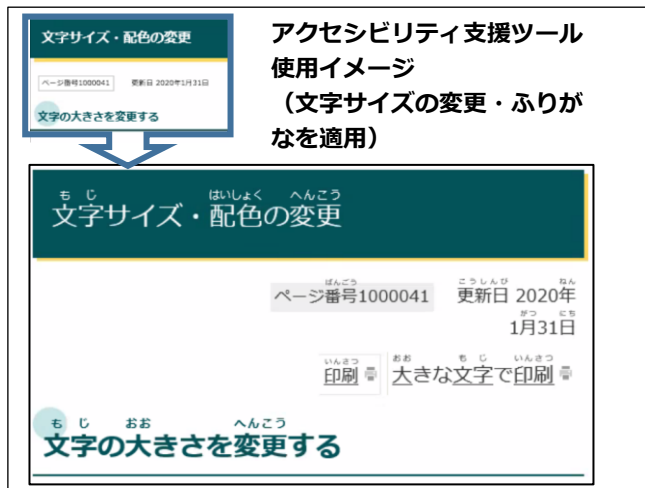 文字サイズ・配色の変更
ページ番号1000041 更新日 2020年1月31日
文字の大きさを変更する
アクセシビリティ支援ツール
使用イメージ
（文字サイズの変更・ふりが
なを適用）
もじ はいしょく へんこう
文字サイズ・配色の変更
ばんごう こうしんび ねん
ページ番号1000041 更新日 2020年
がつ にち
1月31日
いんさつ おお もじ いんさつ
印刷 大きな文字で印刷
もじ おお へんこう
文字の大きさを変更する